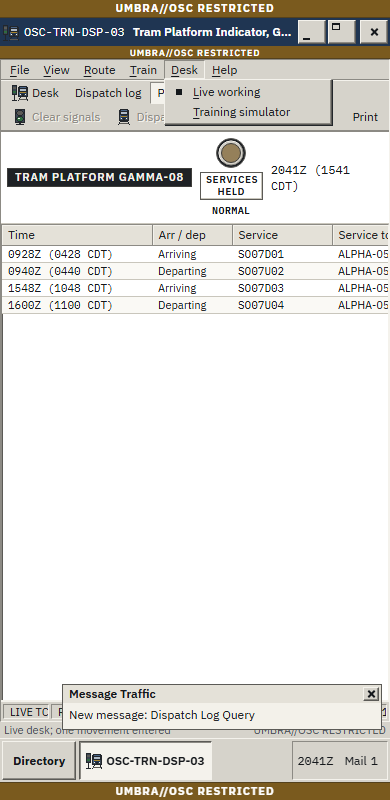 UMBRA//OSC RESTRICTED
OSC-TRN-DSP-03 Tram Platform Indicator, G...
UMBRA//OSC RESTRICTED
File View Route Train Desk Help
Desk Dispatch log P
Live working
Training simulator
Clear signals Dispa
Print
TRAM PLATFORM GAMMA-08
SERVICES
HELD
NORMAL
2041Z (1541
CDT)
Time Arr / dep Service Service to
0928Z (0428 CDT) Arriving S007D01 ALPHA-05
0940Z (0440 CDT) Departing S007U02 ALPHA-05
1548Z (1048 CDT) Arriving S007D03 ALPHA-05
1600Z (1100 CDT) Departing S007U04 ALPHA-05
Message Traffic
New message: Dispatch Log Query
LIVE TC
Live desk; one movement entered UMBRA//OSC RESTRICTED
Directory OSC-TRN-DSP-03 2041Z Mail 1
UMBRA//OSC RESTRICTED